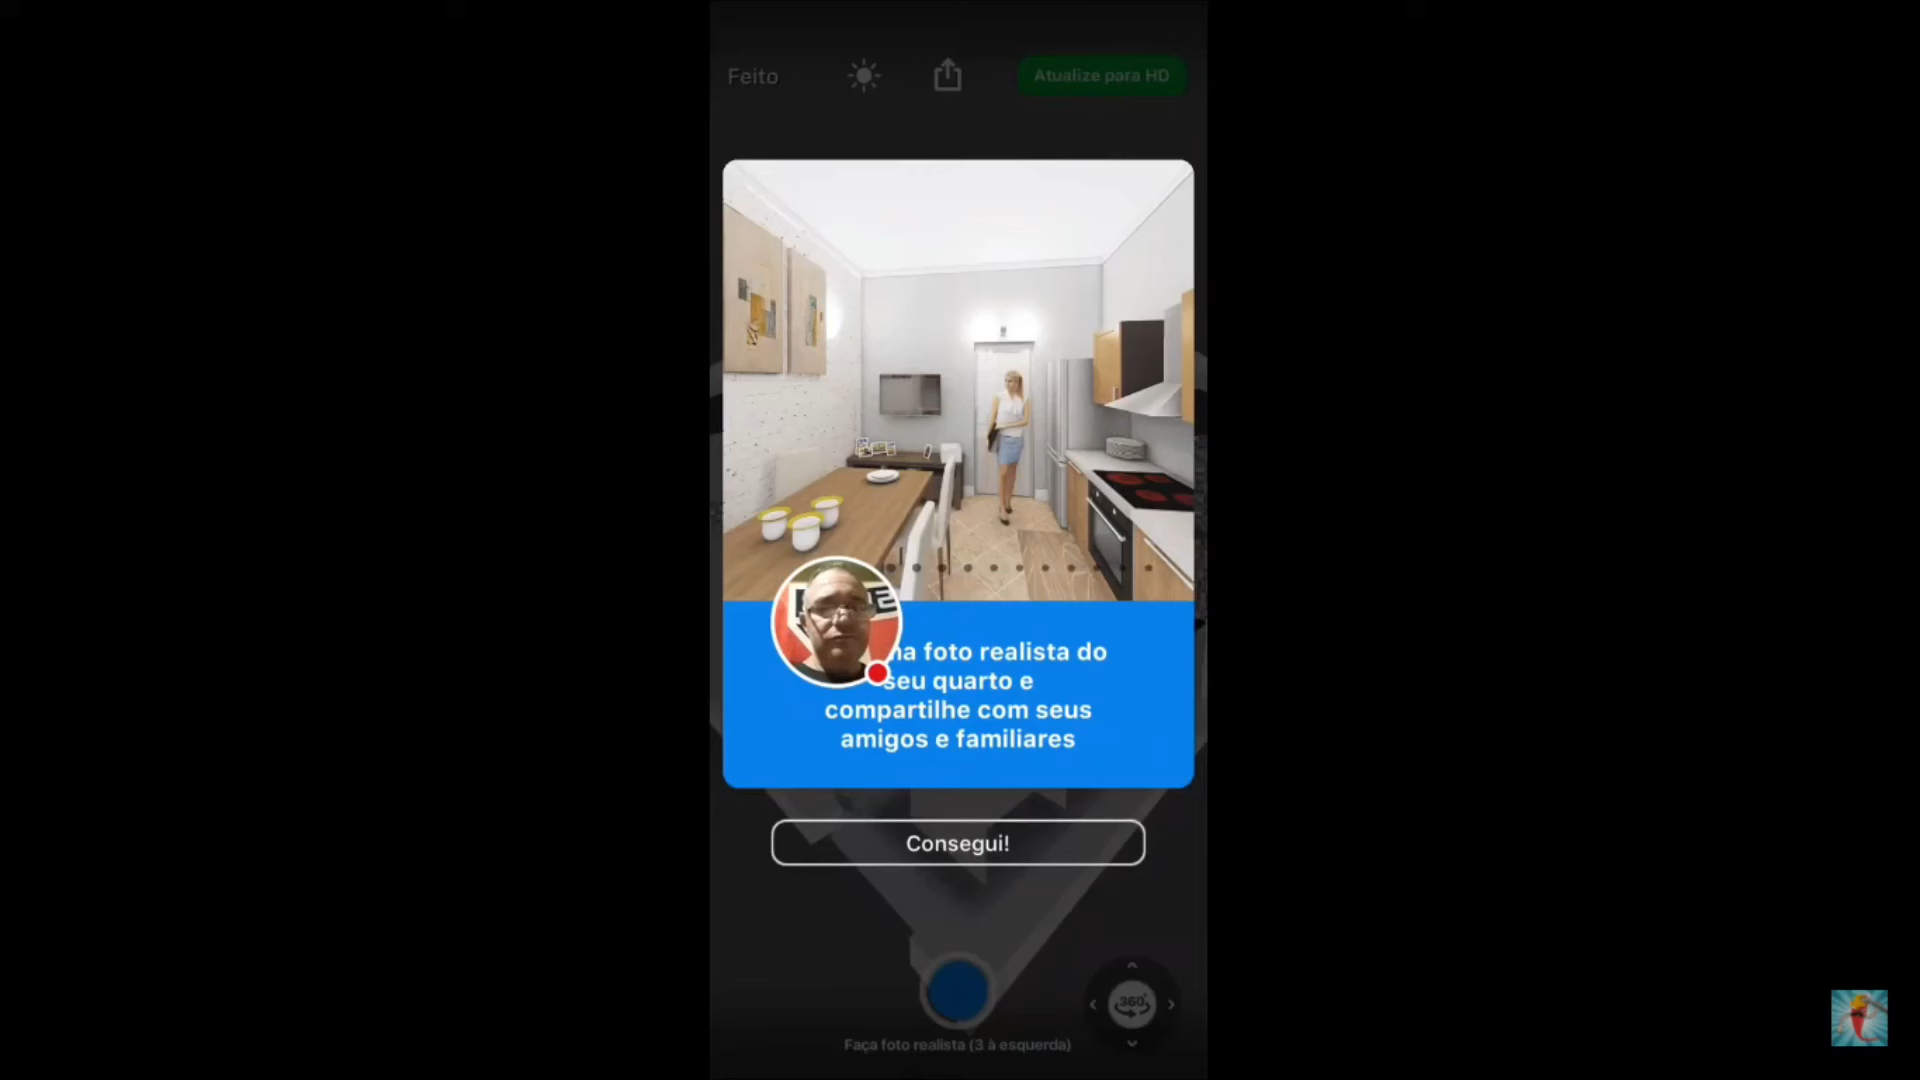 Feito
Atualize para HD
foto realista do
seu quarto e
compartilhe com seus
amigos e familiares
Consegui!
360°
Faça foto realista (3 à esquerda)